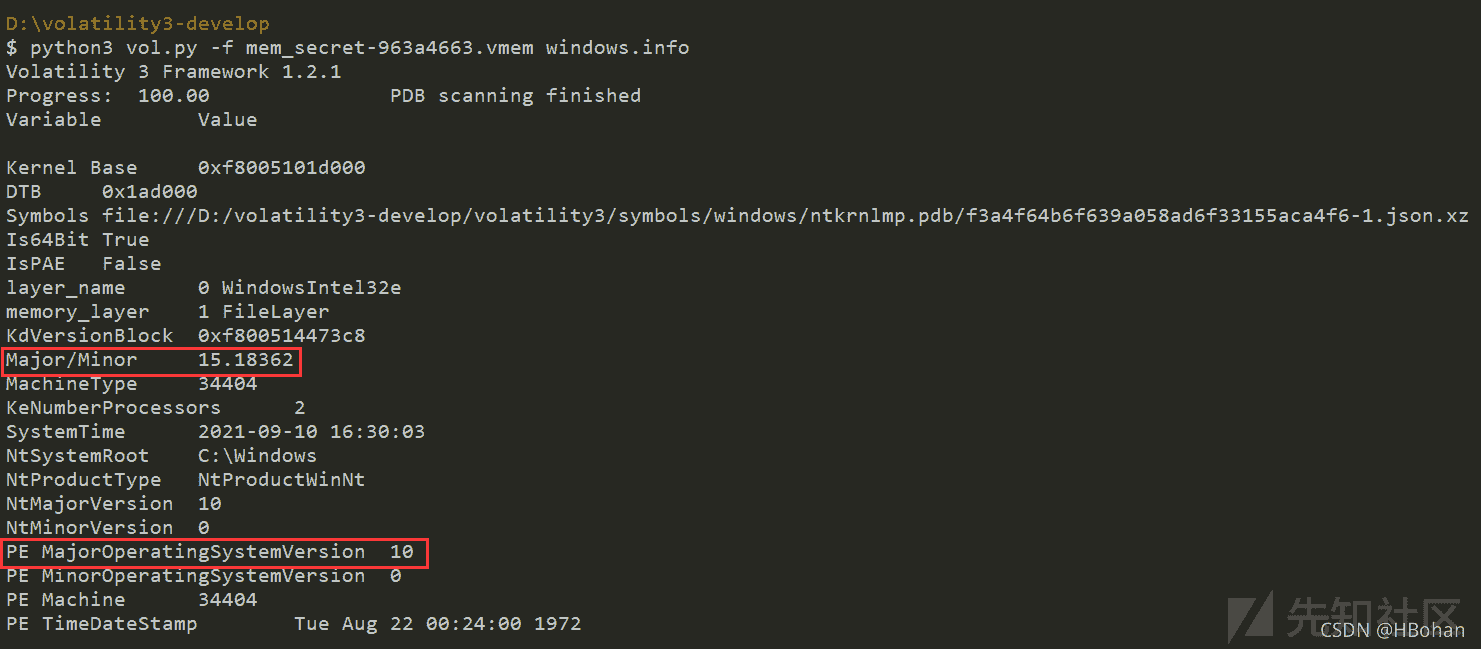 D:\volatility3-develop
$ python3 vol.py -f mem_secret-963a4663.vmem windows.info
Volatility 3 Framework 1.2.1
Progress:  100.00               PDB scanning finished
Variable        Value

Kernel Base     0xf8005101d000
DTB     0x1ad000
Symbols file:///D:/volatility3-develop/volatility3/symbols/windows/ntkrnlmp.pdb/f3a4f64b6f639a058ad6f33155aca4f6-1.json.xz
Is64Bit True
IsPAE   False
layer_name      0 WindowsIntel32e
memory_layer    1 FileLayer
KdVersionBlock  0xf800514473c8
Major/Minor     15.18362
MachineType     34404
KeNumberProcessors      2
SystemTime      2021-09-10 16:30:03
NtSystemRoot    C:\Windows
NtProductType   NtProductWinNt
NtMajorVersion  10
NtMinorVersion  0
PE MajorOperatingSystemVersion  10
PE MinorOperatingSystemVersion  0
PE Machine      34404
PE TimeDateStamp        Tue Aug 22 00:24:00 1972
先知社区
CSDN @HBohan